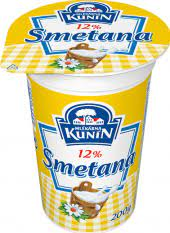 MLÉKÁRNA
KUNÍN
12%
Smetana
MLÉKÁRNA
KUNÍN
12%
Smetana
200g